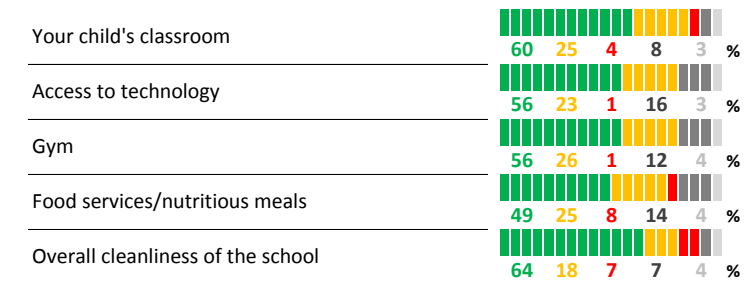 Your child's classroom
60 25 4 8 3 %
Access to technology
56 23 1 16 3 %
Gym
56 26 1 12 4 %
Food services/nutritious meals
49 25 8 14 4 %
Overall cleanliness of the school
64 18 7 7 4 %